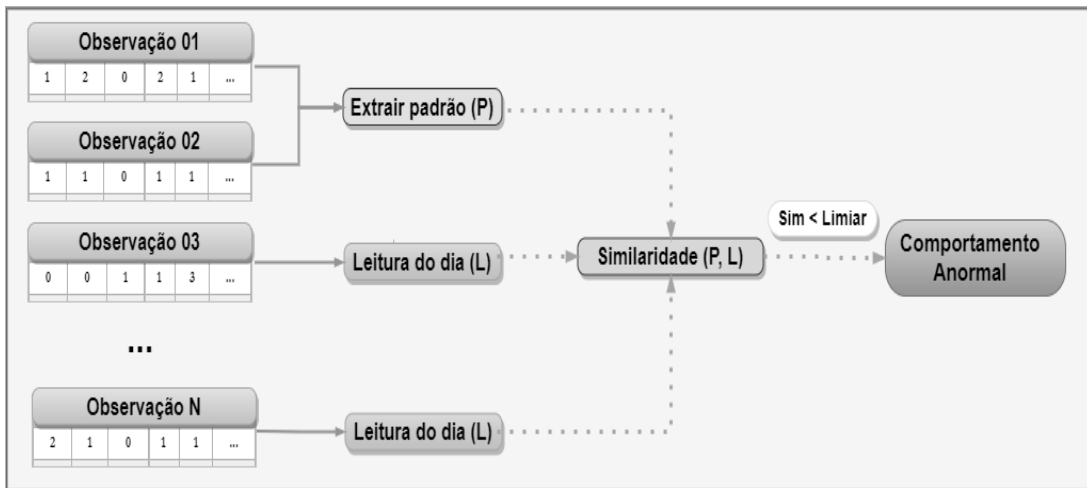 Observação 01
1 2 0 2 1 ...
Observação 02
1 1 0 1 1 ...
Extrair padrão (P)
Observação 03
0 0 1 1 3 ...
Leitura do dia (L)
Similaridade (P, L)
Sim < Limiar
Comportamento
Anormal
...
Observação N
2 1 0 1 1 ...
Leitura do dia (L)